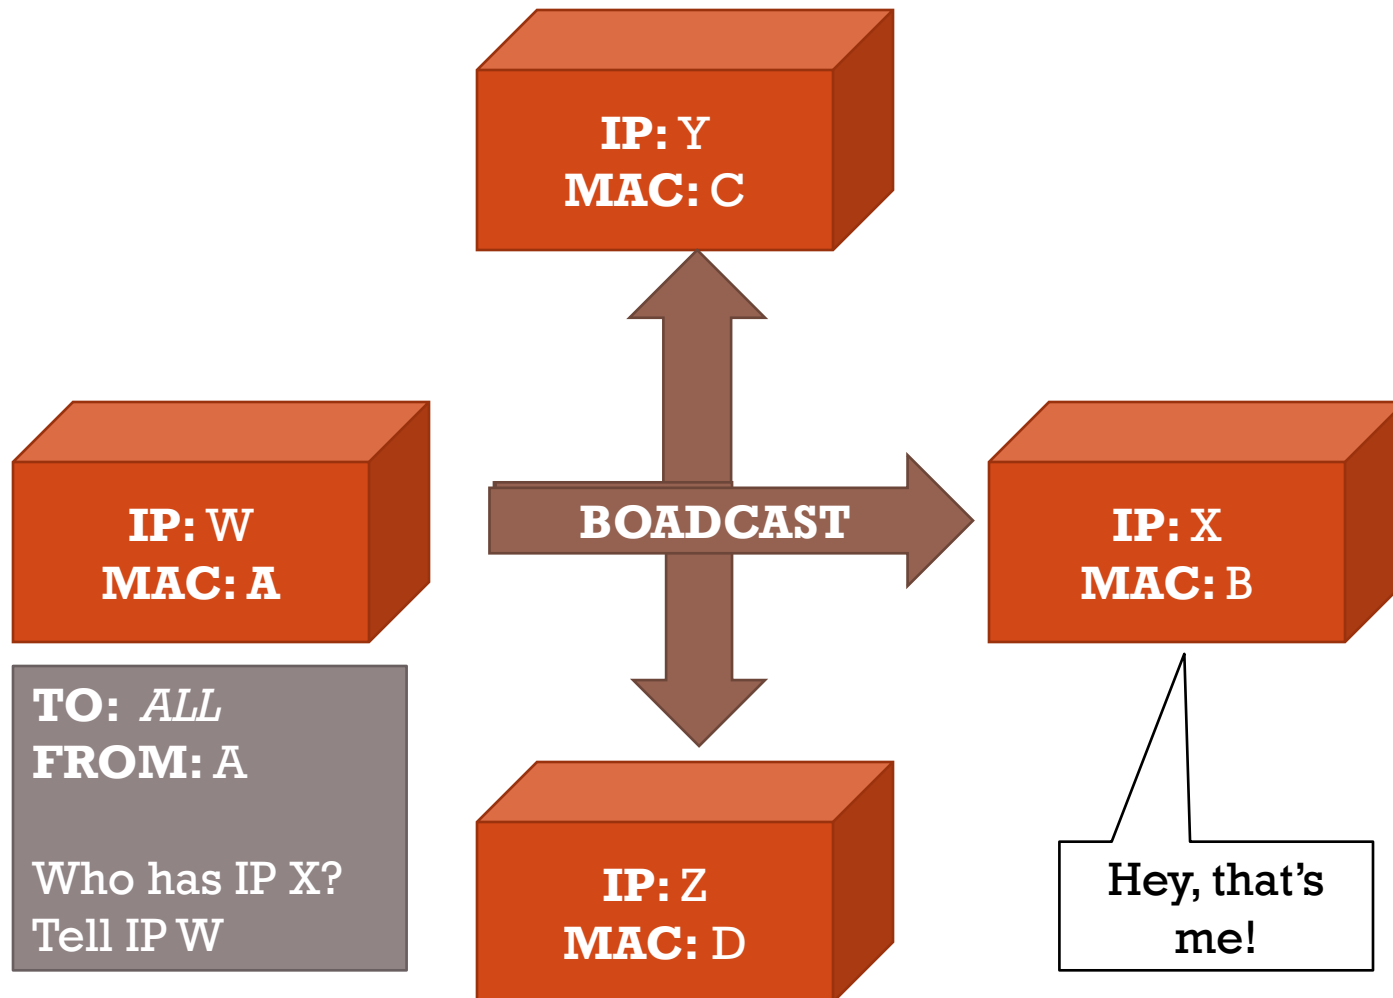 IP: Y
MAC: C
IP: W
MAC: A
BOADCAST
IP: X
MAC: B
TO: ALL
FROM: A
Who has IP X?
Tell IP W
IP: Z
MAC: D
Hey, that's
me!